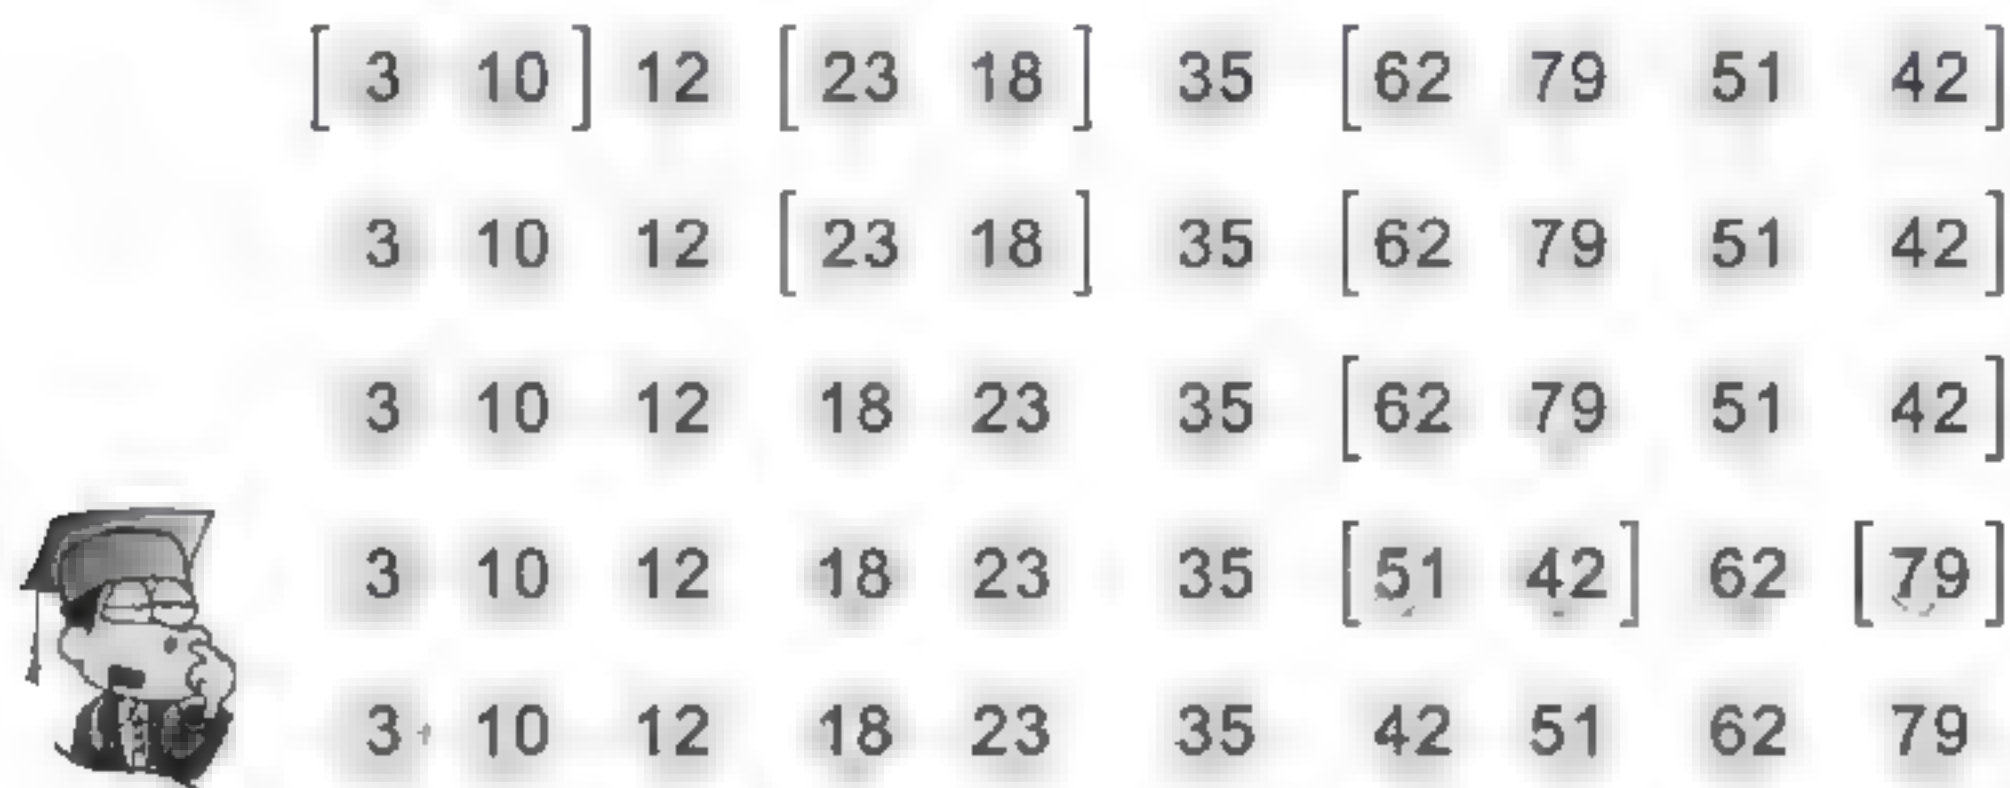 [ 3 10 ] 12 [ 23 18 ] 35 [ 62 79 51 42 ]
3 10 12 [ 23 18 ] 35 [ 62 79 51 42 ]
3 10 12 18 23 35 [ 62 79 51 42 ]
3 10 12 18 23 35 [ 51 42 ] 62 [ 79 ]
3 10 12 18 23 35 42 51 62 79